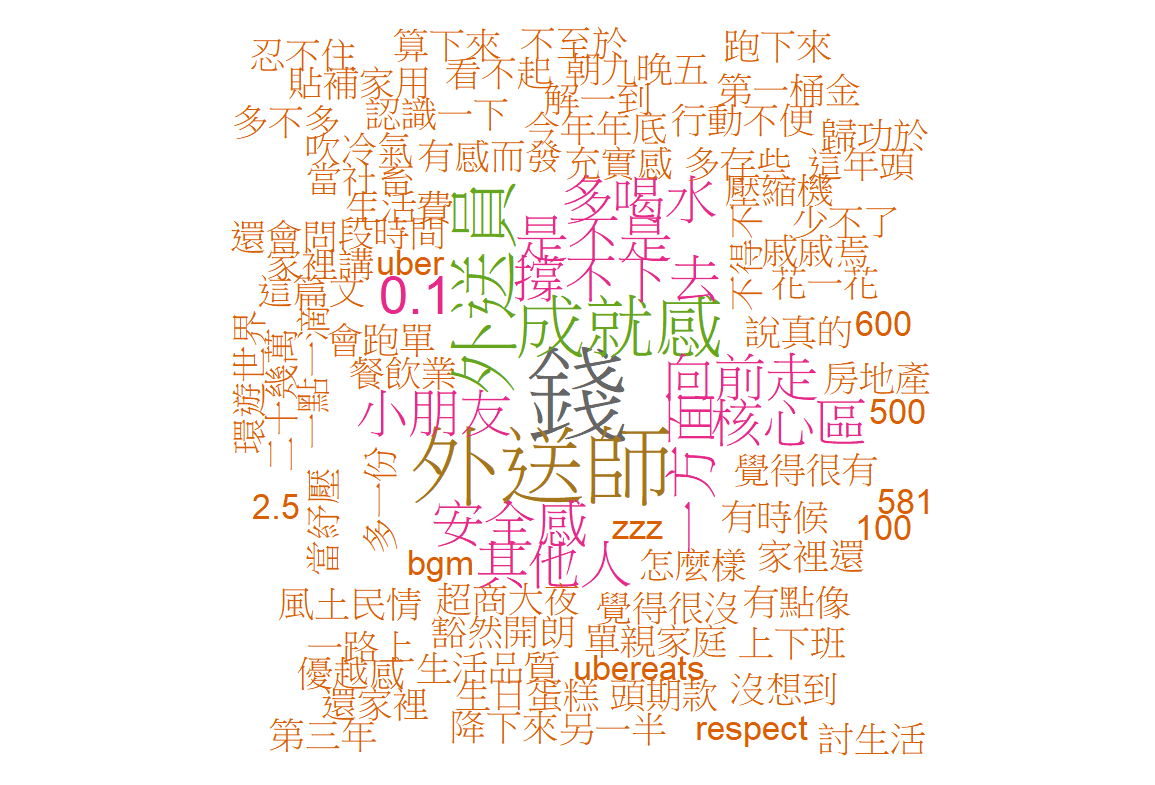 忍不住
算下來
不至於
跑下來
貼補家用
看不起
朝九晚五
第一桶金
多不多
認識一下
解一到
今年年底
行動不便
歸功於
吹冷氣
有感而發
充實感
多存些
這年頭
當社畜
生活費
員
外送員
多喝水
壓縮機
還會問段時間
是不是
不得不
少不了
家裡講
uber
撐不下去
戚戚焉
這篇文
0.1
花一花
環遊世界
二十幾萬
一點一滴
會跑單
成就感
說真的
600
餐飲業
錢
向前走
房地產
小朋友
一方面
核心區
500
外送師
覺得很有
2.5
當紓壓
多一份
安全感
zzz
有時候
581
100
bgm
其他人
怎麼樣
家裡還
風土民情
超商大夜
覺得很沒
有點像
一路上
豁然開朗
單親家庭
上下班
優越感
生活品質
ubereats
還家裡
生日蛋糕
頭期款
沒想到
第三年
降下來
另一半
respect
討生活